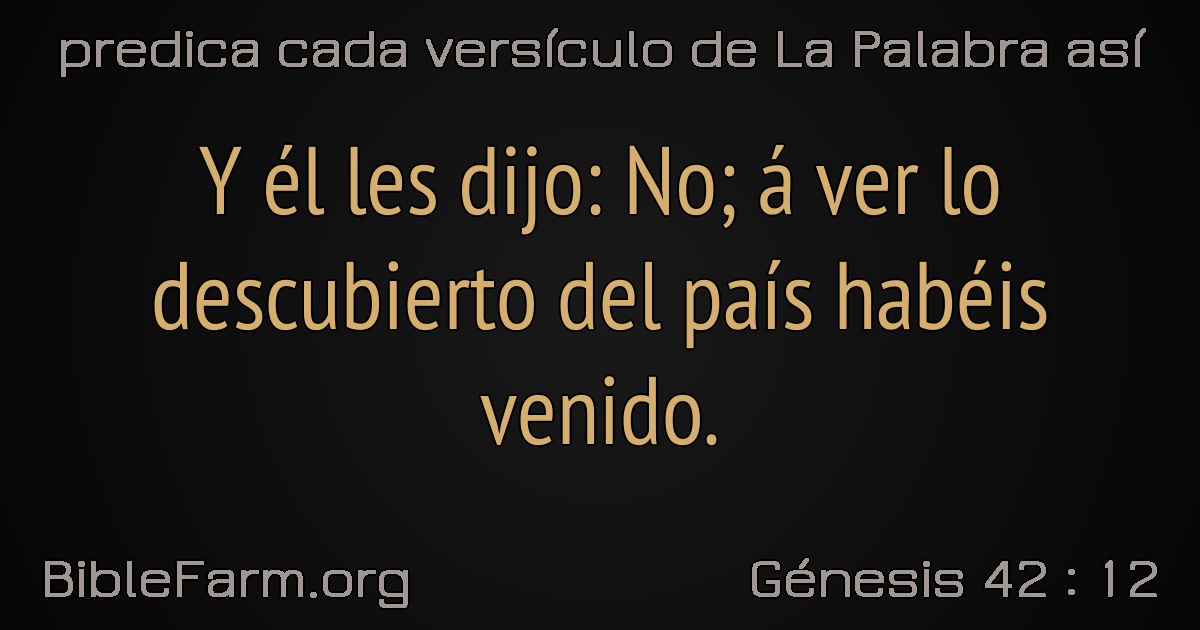 predica cada versículo de La Palabra así
Y él les dijo: No; á ver lo
descubierto del país habéis
venido.
BibleFarm.org
Génesis 42 : 12